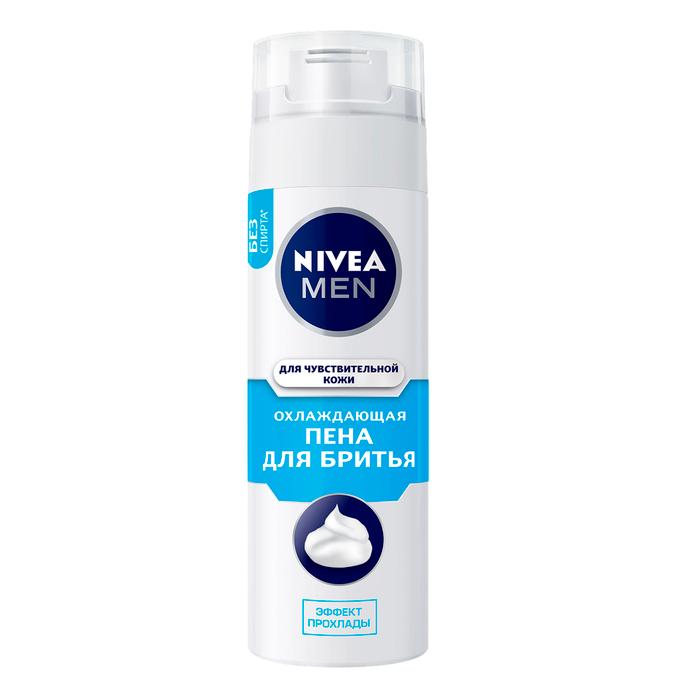 БЕЗ
СПИРТА*
NIVEA
MEN
ДЛЯ ЧУВСТВИТЕЛЬНОЙ
КОЖИ
ОХЛАЖДАЮЩАЯ
ПЕНА
ДЛЯ БРИТЬЯ
ЭФФЕКТ
ПРОХЛАДЫ